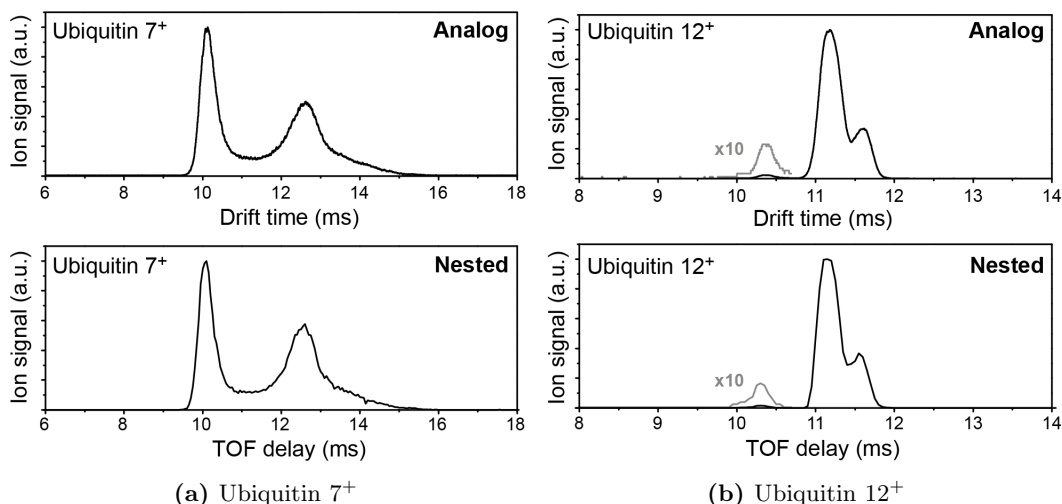 Ubiquitin 7+ Analog
Ion signal (a.u.)
6 8 10 12 14 16 18
Drift time (ms)
Ubiquitin 12+ Analog
Ion signal (a.u.)
x10
8 9 10 11 12 13 14
Drift time (ms)
Ubiquitin 7+ Nested
Ion signal (a.u.)
6 8 10 12 14 16 18
TOF delay (ms)
Ubiquitin 12+ Nested
Ion signal (a.u.)
x10
8 9 10 11 12 13 14
TOF delay (ms)
(a) Ubiquitin 7+
(b) Ubiquitin 12+